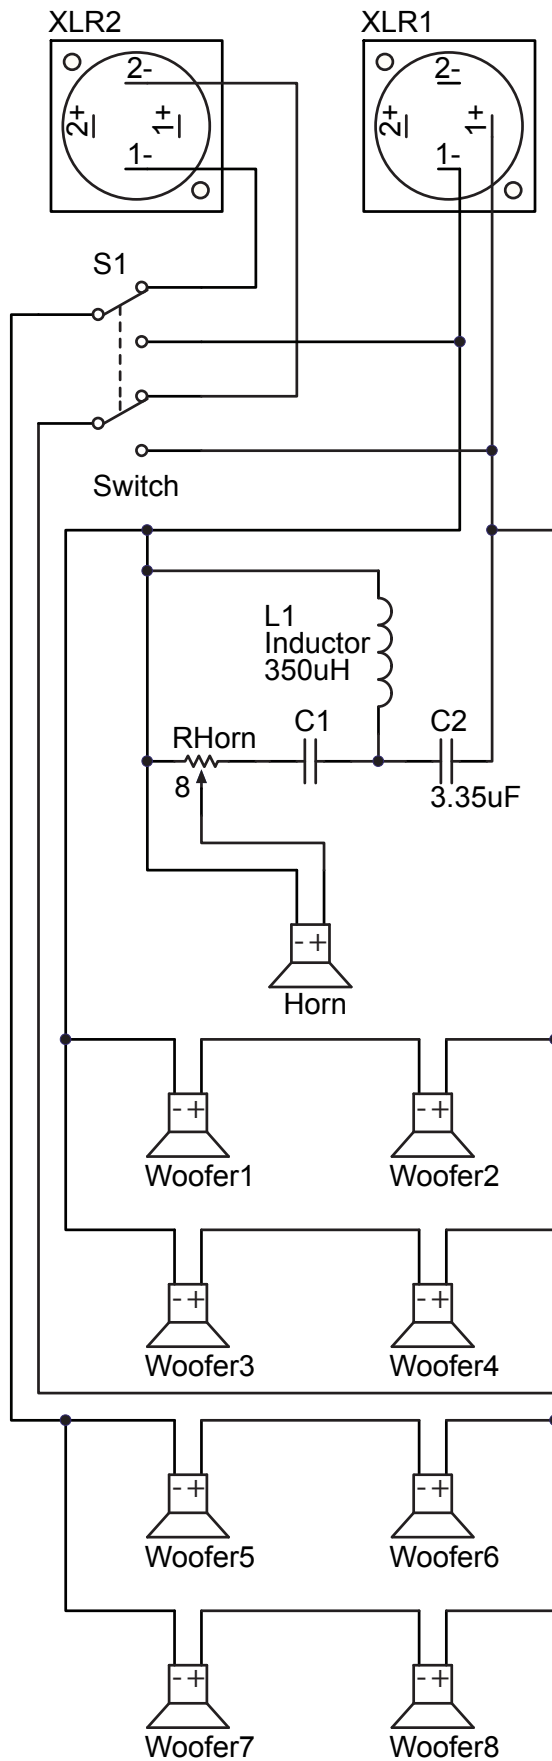 XLR2
XLR1
2-
2-
2+
1+
2+
1+
1-
1-
S1
Switch
L1
Inductor
350uH
C1
C2
RHorn
8
3.35uF
- +
Horn
- +
- +
Woofer1
Woofer2
- +
- +
Woofer3
Woofer4
- +
- +
Woofer5
Woofer6
- +
- +
Woofer7
Woofer8